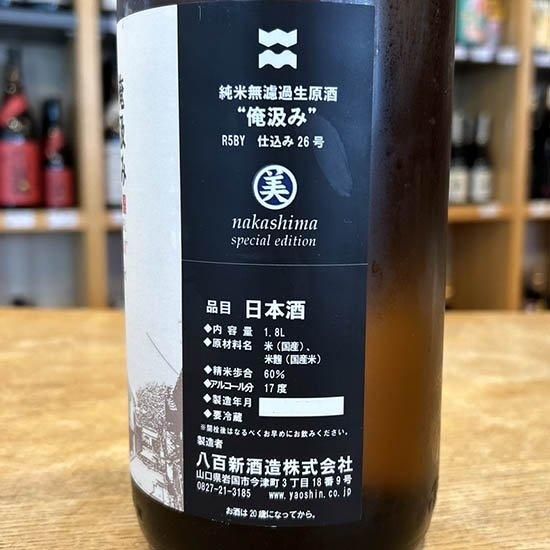 純米無濾過生原酒
“俺汲み”
R5BY 仕込み26号
美
nakashima
special edition
品目 日本酒
◆内容量 1.8L
◆原材料名 米(国産)、
米麹(国産米)
◆精米歩合 60%
◆アルコール分 17度
◆製造年月
◆要冷蔵
※開栓後はなるべくお早めにお飲みください。
製造者
八百新酒造株式会社
山口県岩国市今津町3丁目18番9号
0827-21-3185 www.yaoshin.co.jp
お酒は20歳になってから。